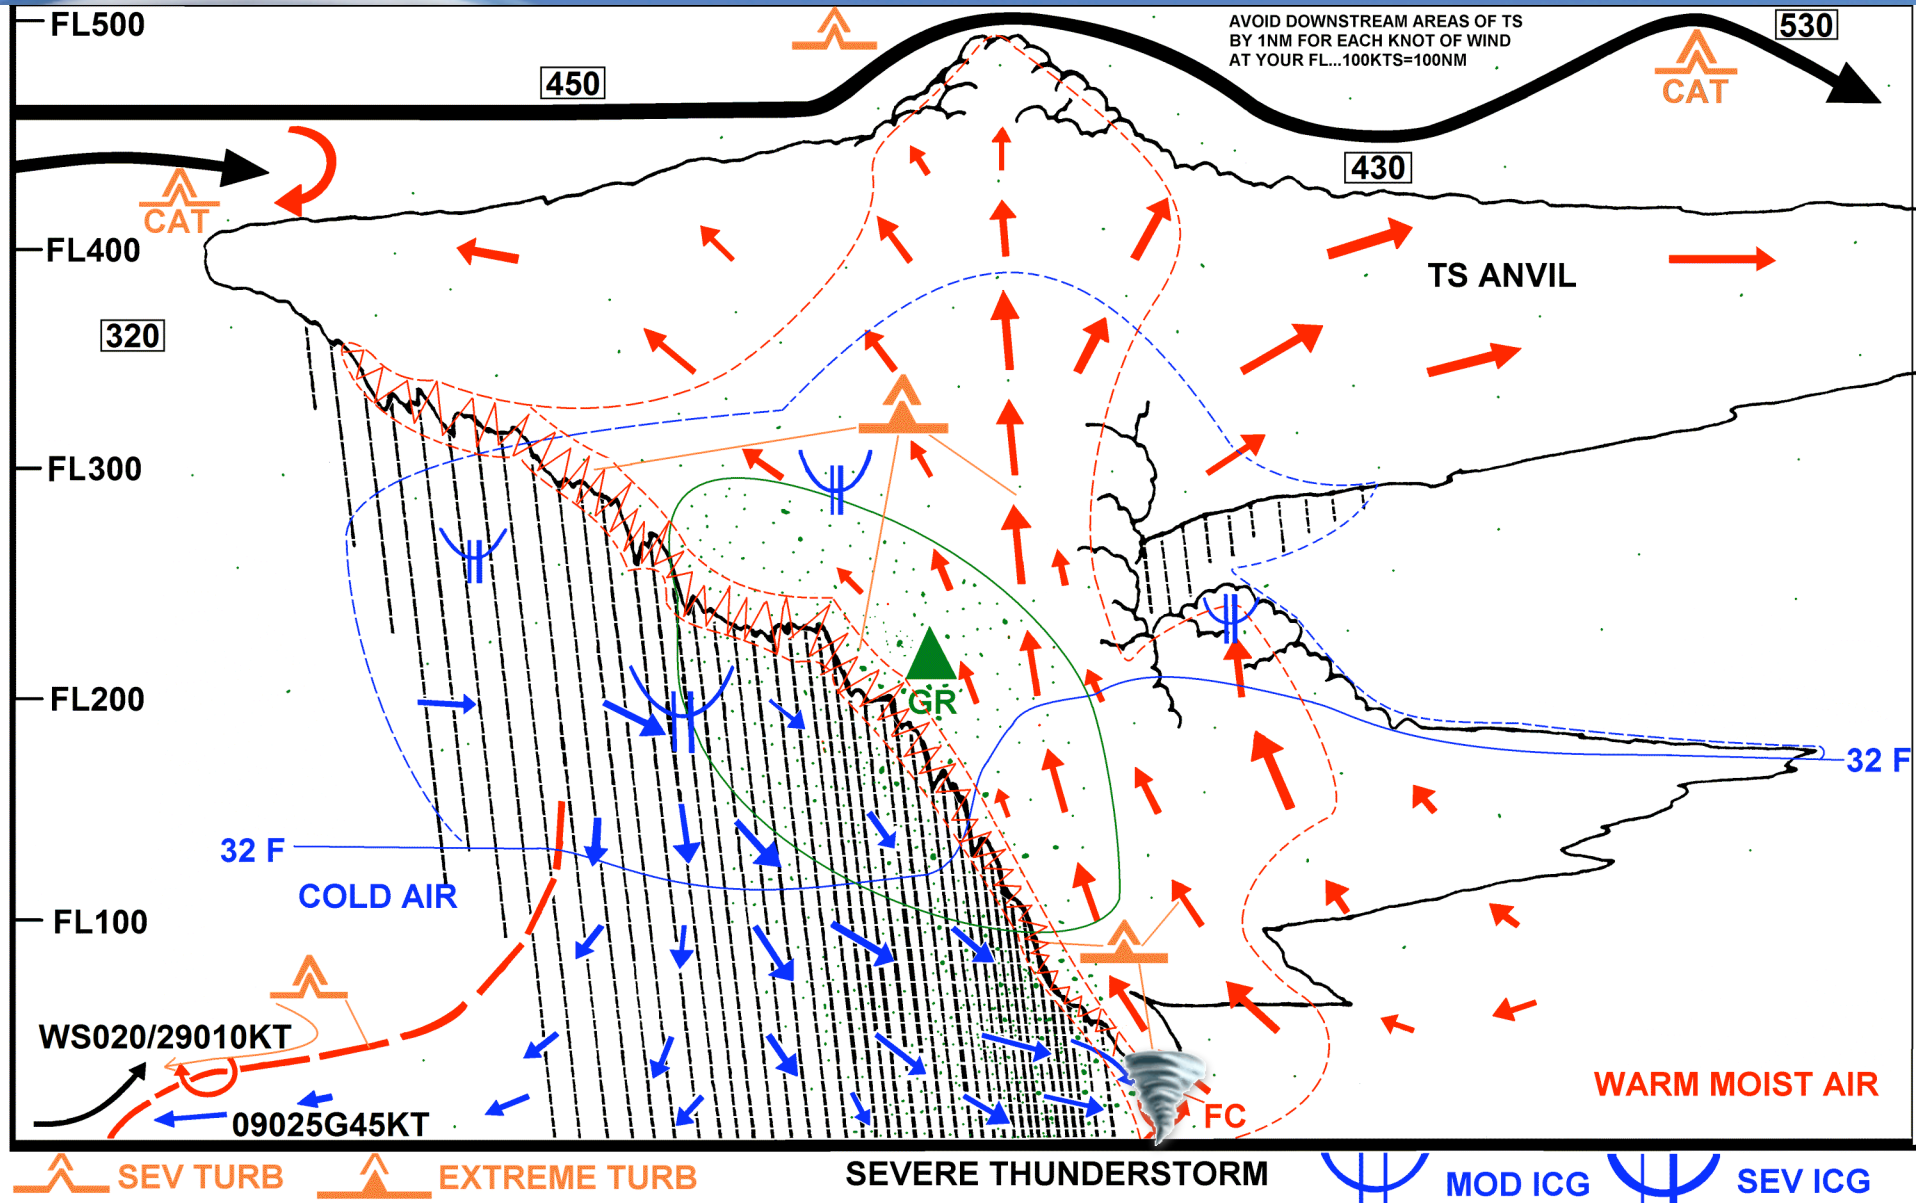 FL500
AVOID DOWNSTREAM AREAS OF TS
BY 1NM FOR EACH KNOT OF WIND
AT YOUR FL...100KTS=100NM
530
450
CAT
430
CAT
FL400
TS ANVIL
320
FL300
FL200
GR
32 F
32 F
COLD AIR
FL100
WS020/29010KT
WARM MOIST AIR
09025G45KT
FC
SEV TURB
EXTREME TURB
SEVERE THUNDERSTORM
MOD ICG
SEV ICG